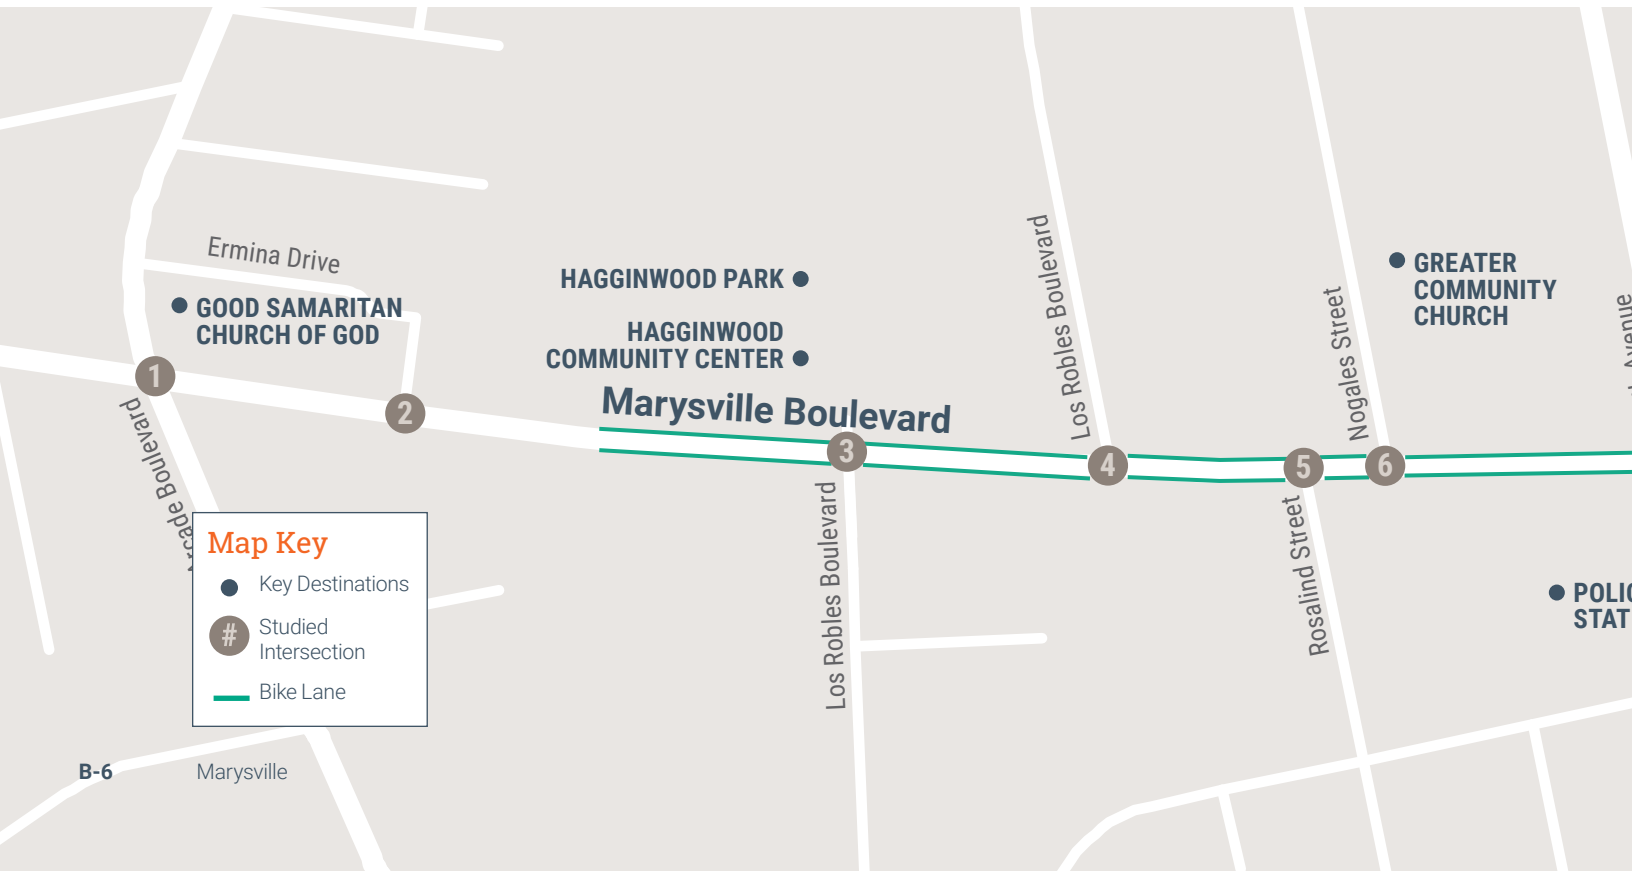 Ermina Drive
GOOD SAMARITAN
CHURCH OF GOD
HAGGINWOOD PARK
HAGGINWOOD
COMMUNITY CENTER
Marysville Boulevard
Los Robles Boulevard
Nogales Street
GREATER
COMMUNITY
CHURCH
Avenue
1
2
3
4
5
6
Boulevard
Los Robles Boulevard
Rosalind Street
Map Key
Key Destinations
# Studied
Intersection
Bike Lane
B-6
Marysville